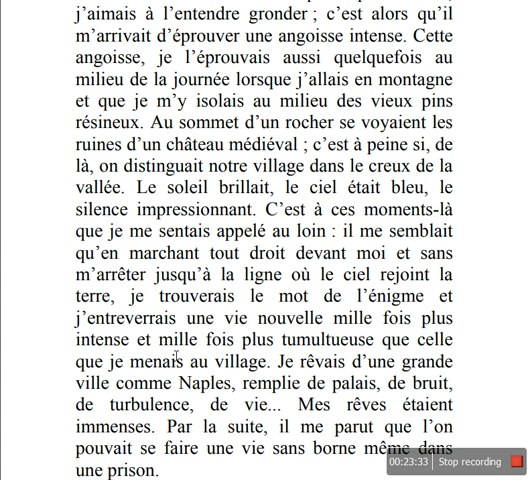 j’aimais à l’entendre gronder ; c’est alors qu’il
m’arrivait d’éprouver une angoisse intense. Cette
angoisse, je l’éprouvais aussi quelquefois au
milieu de la journée lorsque j’allais en montagne
et que je m’y isolais au milieu des vieux pins
résineux. Au sommet d’un rocher se voyaient les
ruines d’un château médiéval ; c’est à peine si, de
là, on distinguait notre village dans le creux de la
vallée. Le soleil brillait, le ciel était bleu, le
silence impressionnant. C’est à ces moments-là
que je me sentais appelé au loin : il me semblait
qu’en marchant tout droit devant moi et sans
m’arrêter jusqu’à la ligne où le ciel rejoint la
terre, je trouverais le mot de l’énigme et
j’entreverrais une vie nouvelle mille fois plus
intense et mille fois plus tumultueuse que celle
que je menais au village. Je rêvais d’une grande
ville comme Naples, remplie de palais, de bruit,
de turbulence, de vie... Mes rêves étaient
immenses. Par la suite, il me parut que l’on
pouvait se faire une vie sans borne même dans
une prison.
00:23:33 Stop recording